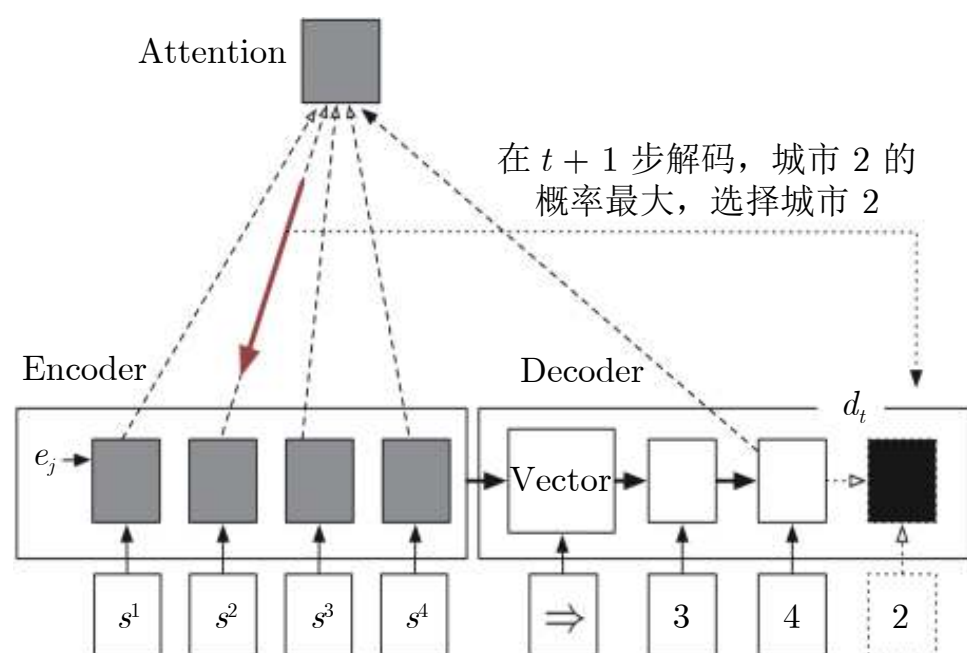 Attention
在 t + 1 步解码，城市 2 的
概率最大，选择城市 2
Encoder
Decoder
d_t
e_j
Vector
s^1
s^2
s^3
s^4
⇒
3
4
2